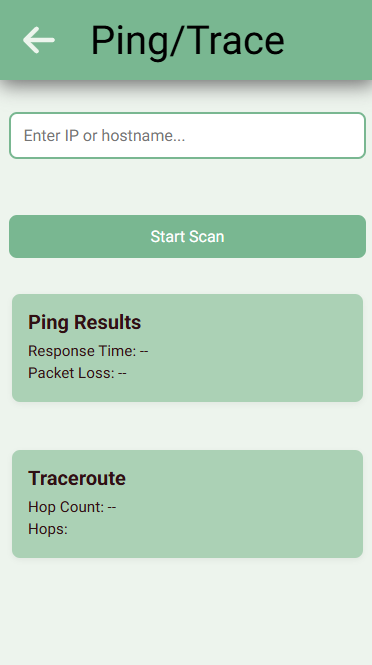 Ping/Trace
Enter IP or hostname...
Start Scan
Ping Results
Response Time: --
Packet Loss: --
Traceroute
Hop Count: --
Hops: